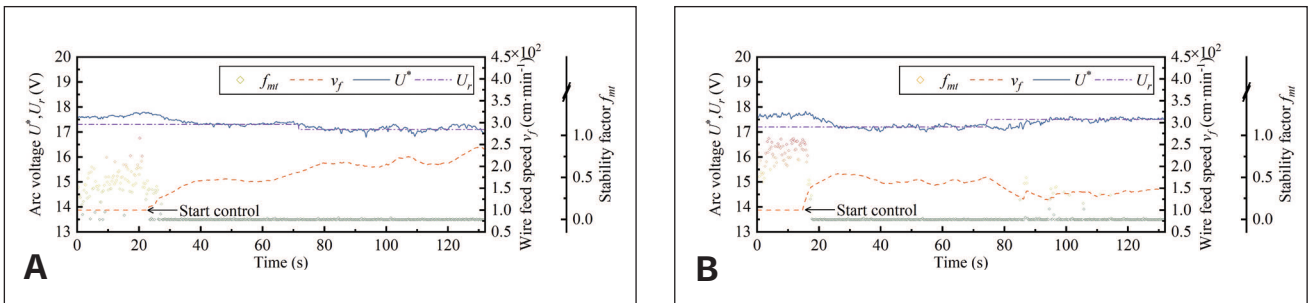 4.5×10²
20
19
18
17
16
15
14
13
Arc voltage U*, Uᵣ (V)
f_mt v_f U* U_r
Start control
4.0
3.5
3.0
2.5
2.0
1.5
1.0
0.5
Wire feed speed v_f (cm·min⁻¹)
1.0
0.5
0.0
Stability factor f_mt
0 20 40 60 80 100 120
Time (s)
A
4.5×10²
20
19
18
17
16
15
14
13
Arc voltage U*, Uᵣ (V)
f_mt v_f U* U_r
Start control
4.0
3.5
3.0
2.5
2.0
1.5
1.0
0.5
Wire feed speed v_f (cm·min⁻¹)
1.0
0.5
0.0
Stability factor f_mt
0 20 40 60 80 100 120
Time (s)
B